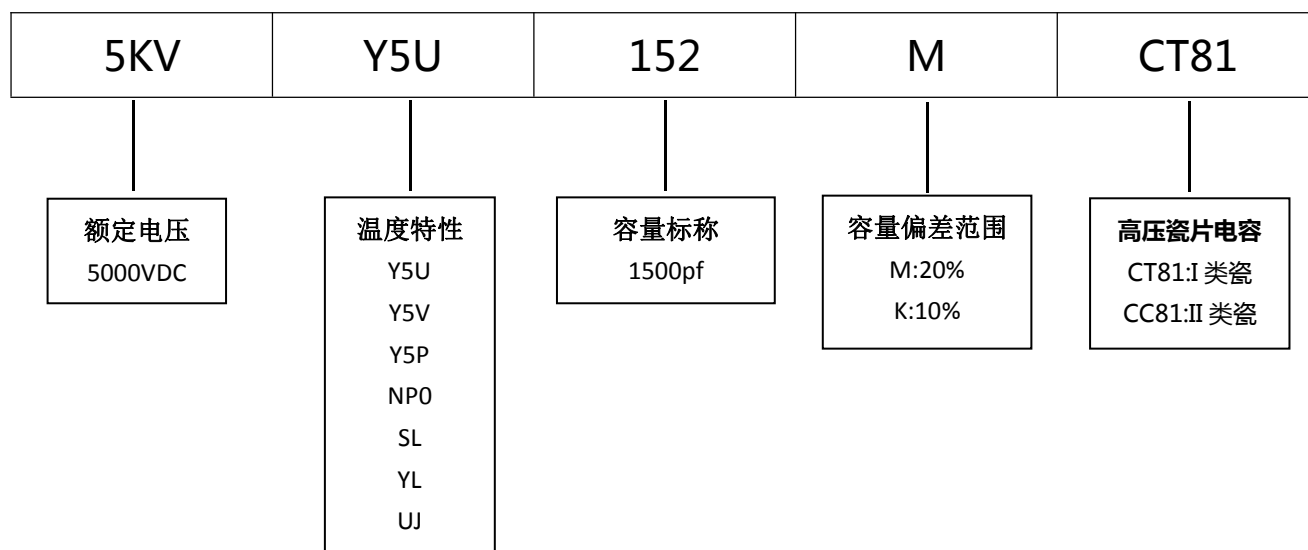 5KV Y5U 152 M CT81
额定电压
5000VDC
温度特性
Y5U
Y5V
Y5P
NP0
SL
YL
UJ
容量标称
1500pf
容量偏差范围
M:20%
K:10%
高压瓷片电容
CT81:I 类瓷
CC81:II 类瓷